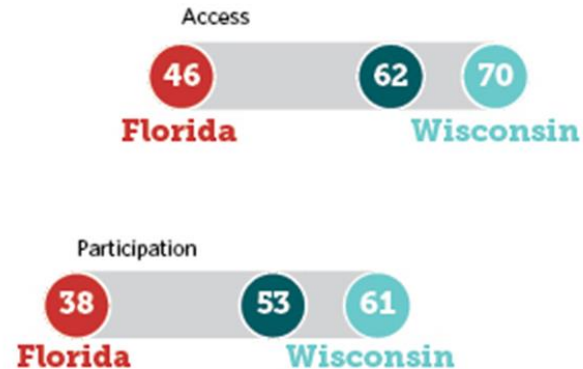 Access
46 62 70
Florida Wisconsin
Participation
38 53 61
Florida Wisconsin